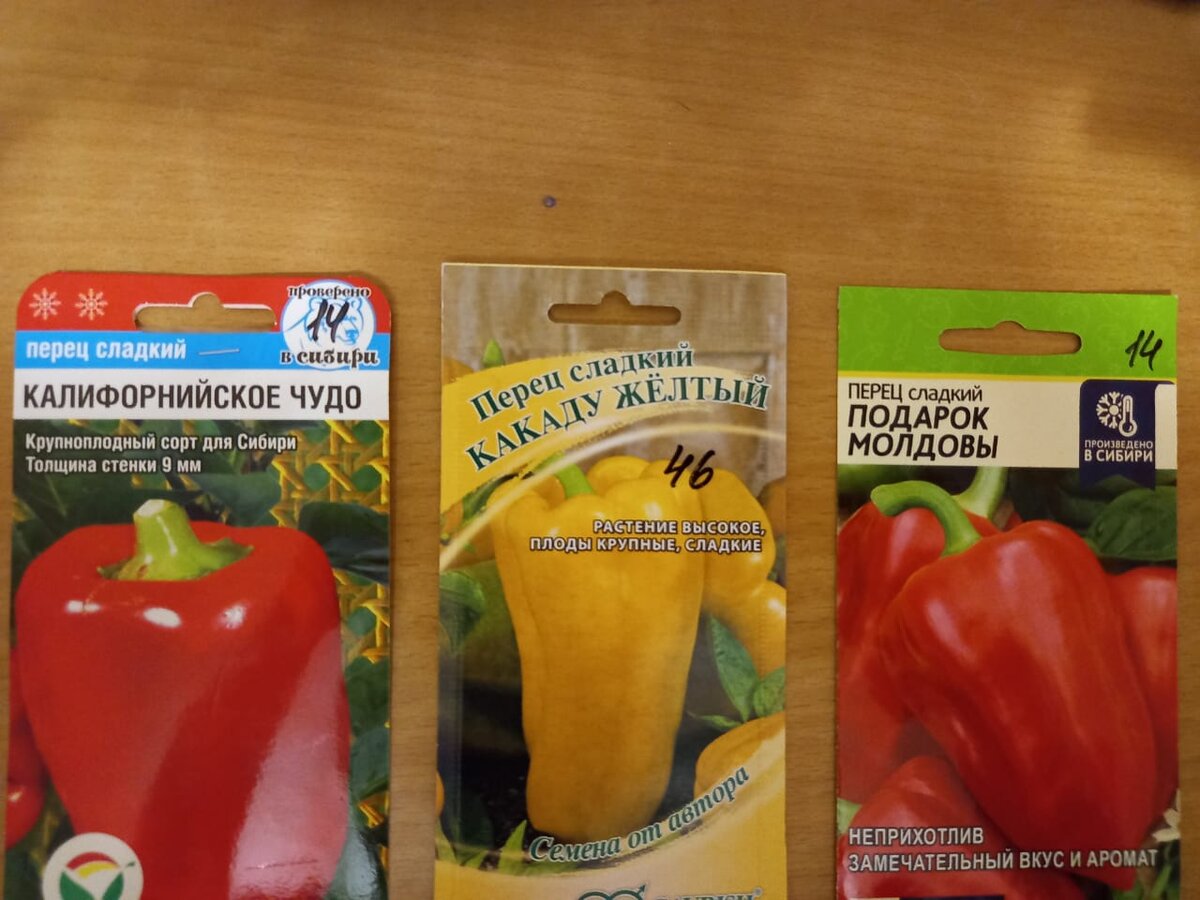 проверено
14
в сибири
перец сладкий
КАЛИФОРНИЙСКОЕ ЧУДО
Крупноплодный сорт для Сибири
Толщина стенки 9 мм
Перец сладкий
КАКАДУ ЖЁЛТЫЙ
46
РАСТЕНИЕ ВЫСОКОЕ,
ПЛОДЫ КРУПНЫЕ, СЛАДКИЕ
Семена от автора
14
ПЕРЕЦ СЛАДКИЙ
ПОДАРОК
МОЛДОВЫ
ПРОИЗВЕДЕНО
В СИБИРИ
НЕПРИХОТЛИВ
ЗАМЕЧАТЕЛЬНЫЙ ВКУС И АРОМАТ